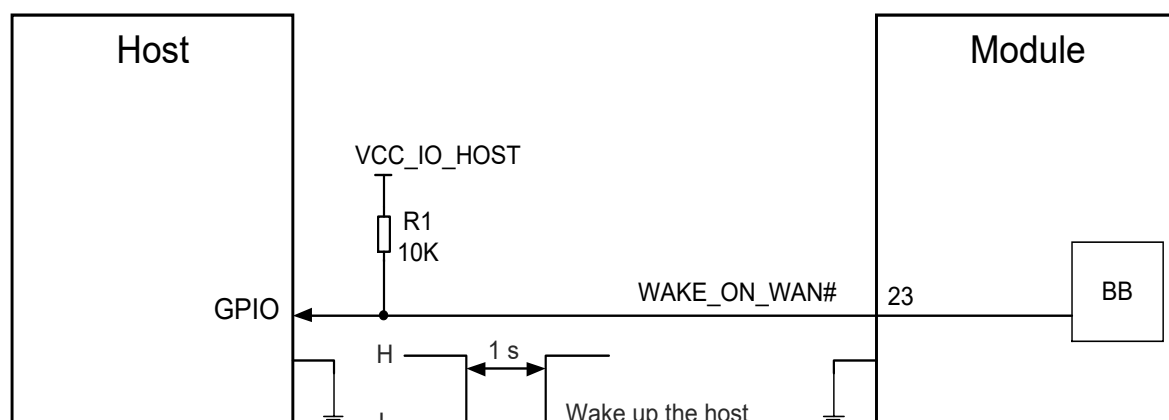 Host
Module
VCC_IO_HOST
R1
10K
GPIO
WAKE_ON_WAN#
23
BB
H
1 s
Wake up the host